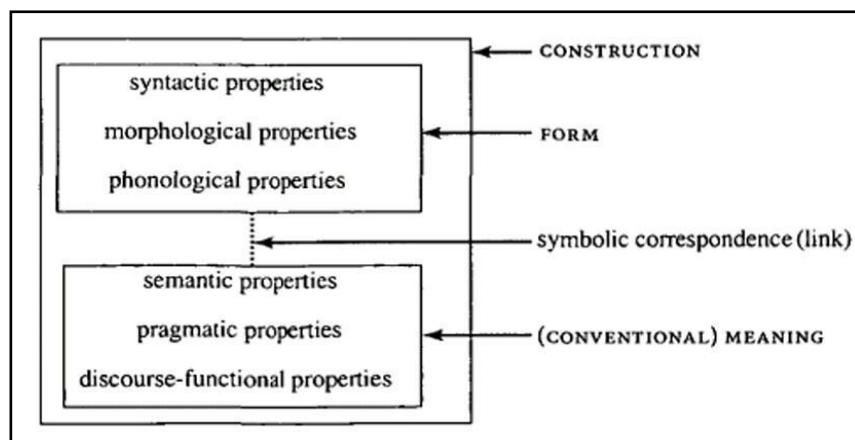 CONSTRUCTION
syntactic properties
morphological properties
FORM
phonological properties
symbolic correspondence (link)
semantic properties
pragmatic properties
(CONVENTIONAL) MEANING
discourse-functional properties